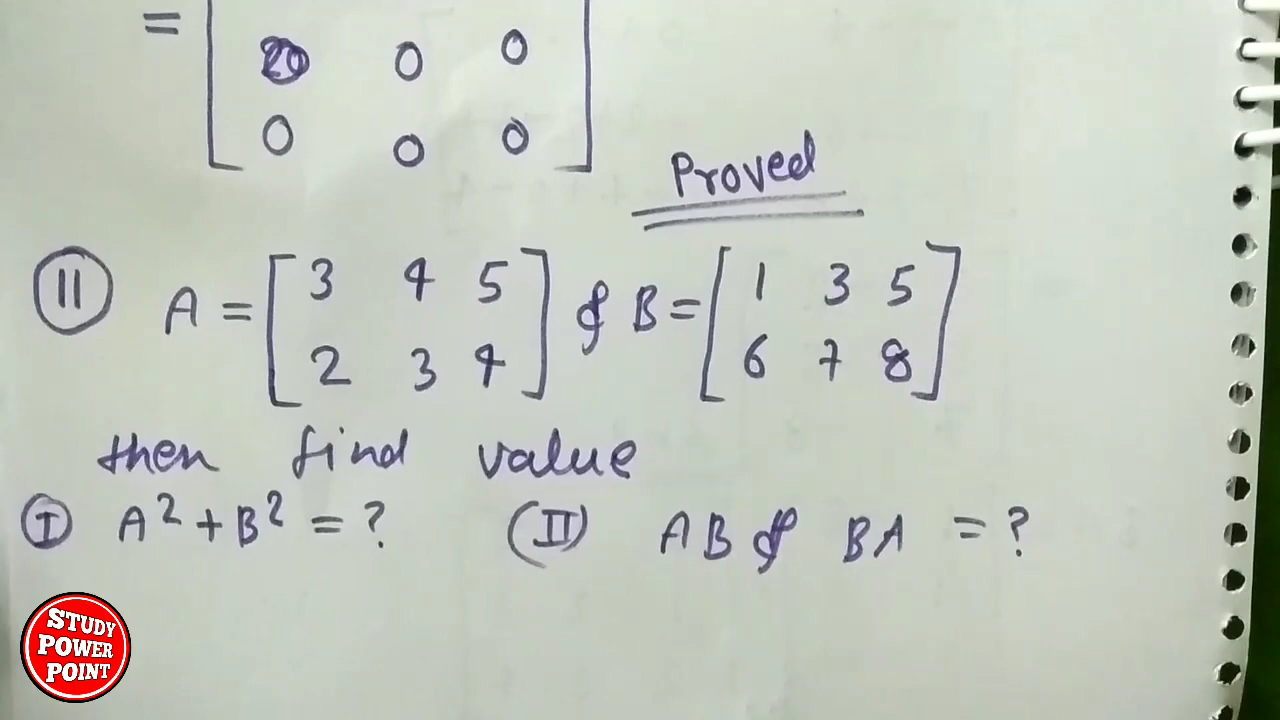 = [ 20 0 0
0 0 0 ]
Proved
II A = [ 3 4 5 & B = [ 1 3 5
2 3 4 ] 6 7 8 ]
then find value
I A² + B² = ? (II) AB & BA = ?
STUDY
POWER
POINT